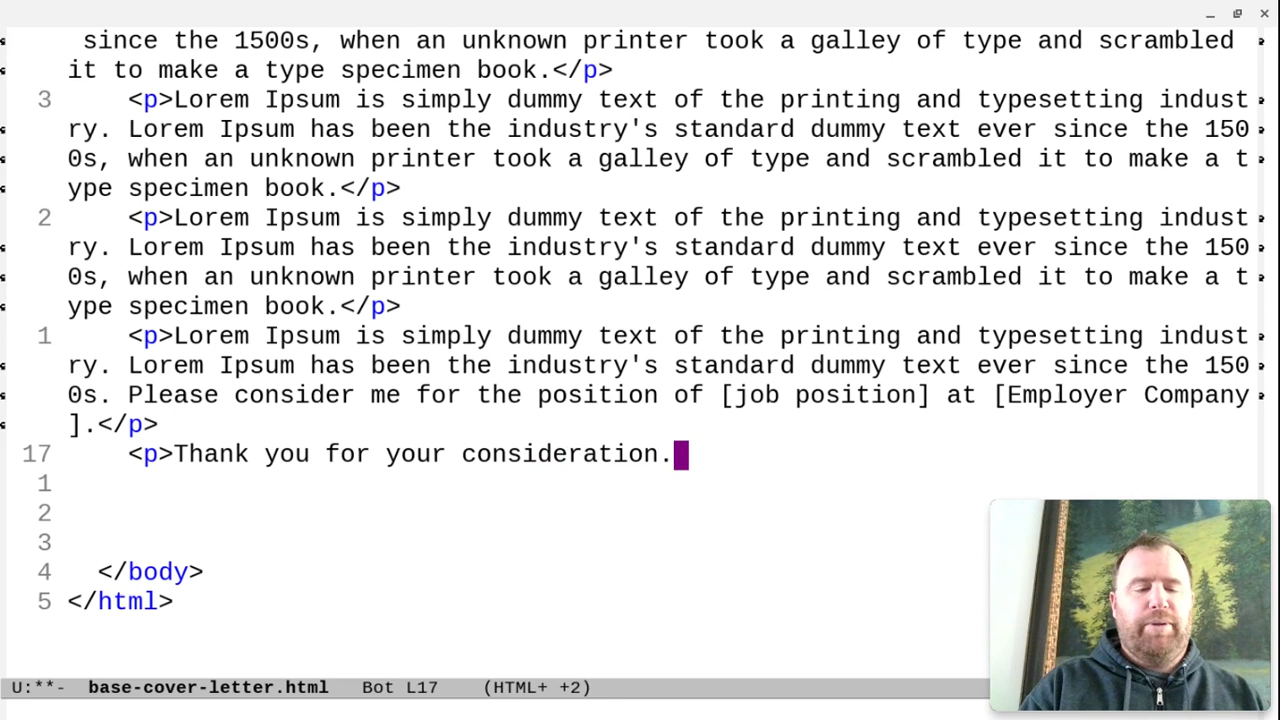 since the 1500s, when an unknown printer took a galley of type and scrambled
it to make a type specimen book.</p>
3 <p>Lorem Ipsum is simply dummy text of the printing and typesetting indust
ry. Lorem Ipsum has been the industry's standard dummy text ever since the 150
0s, when an unknown printer took a galley of type and scrambled it to make a t
ype specimen book.</p>
2 <p>Lorem Ipsum is simply dummy text of the printing and typesetting indust
ry. Lorem Ipsum has been the industry's standard dummy text ever since the 150
0s, when an unknown printer took a galley of type and scrambled it to make a t
ype specimen book.</p>
1 <p>Lorem Ipsum is simply dummy text of the printing and typesetting indust
ry. Lorem Ipsum has been the industry's standard dummy text ever since the 150
0s. Please consider me for the position of [job position] at [Employer Company
].</p>
17 <p>Thank you for your consideration.
1
2
3
4 </body>
5 </html>
U:**- base-cover-letter.html Bot L17 (HTML+ +2)